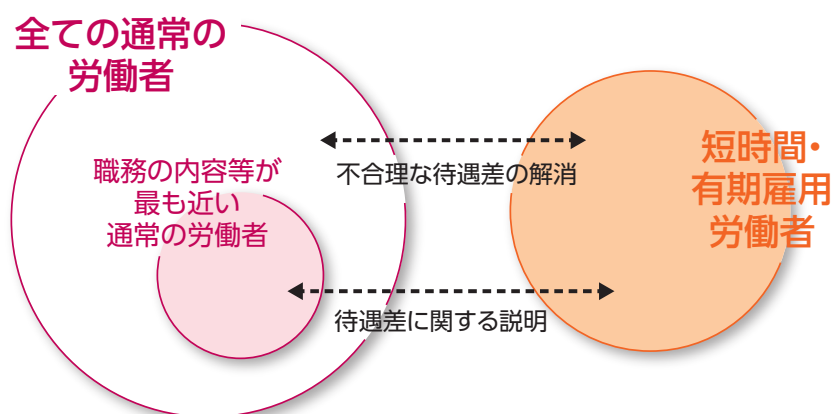 全ての通常の
労働者
職務の内容等が
最も近い
通常の労働者
不合理な待遇差の解消
待遇差に関する説明
短時間・
有期雇用
労働者